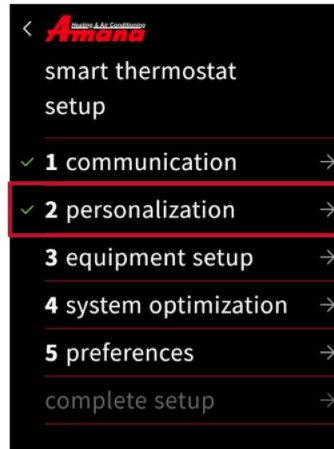 Heating & Air Conditioning
Amana
smart thermostat
setup
1 communication
2 personalization
3 equipment setup
4 system optimization
5 preferences
complete setup